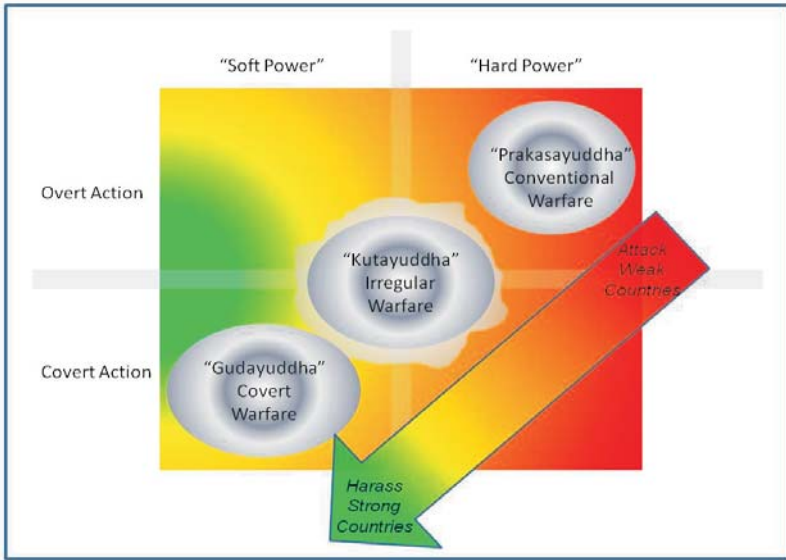 “Soft Power”
“Hard Power”
Overt Action
Covert Action
“Prakasayuddha”
Conventional
Warfare
“Kutayuddha”
Irregular
Warfare
“Gudayuddha”
Covert
Warfare
Attack
Weak
Countries
Harass
Strong
Countries